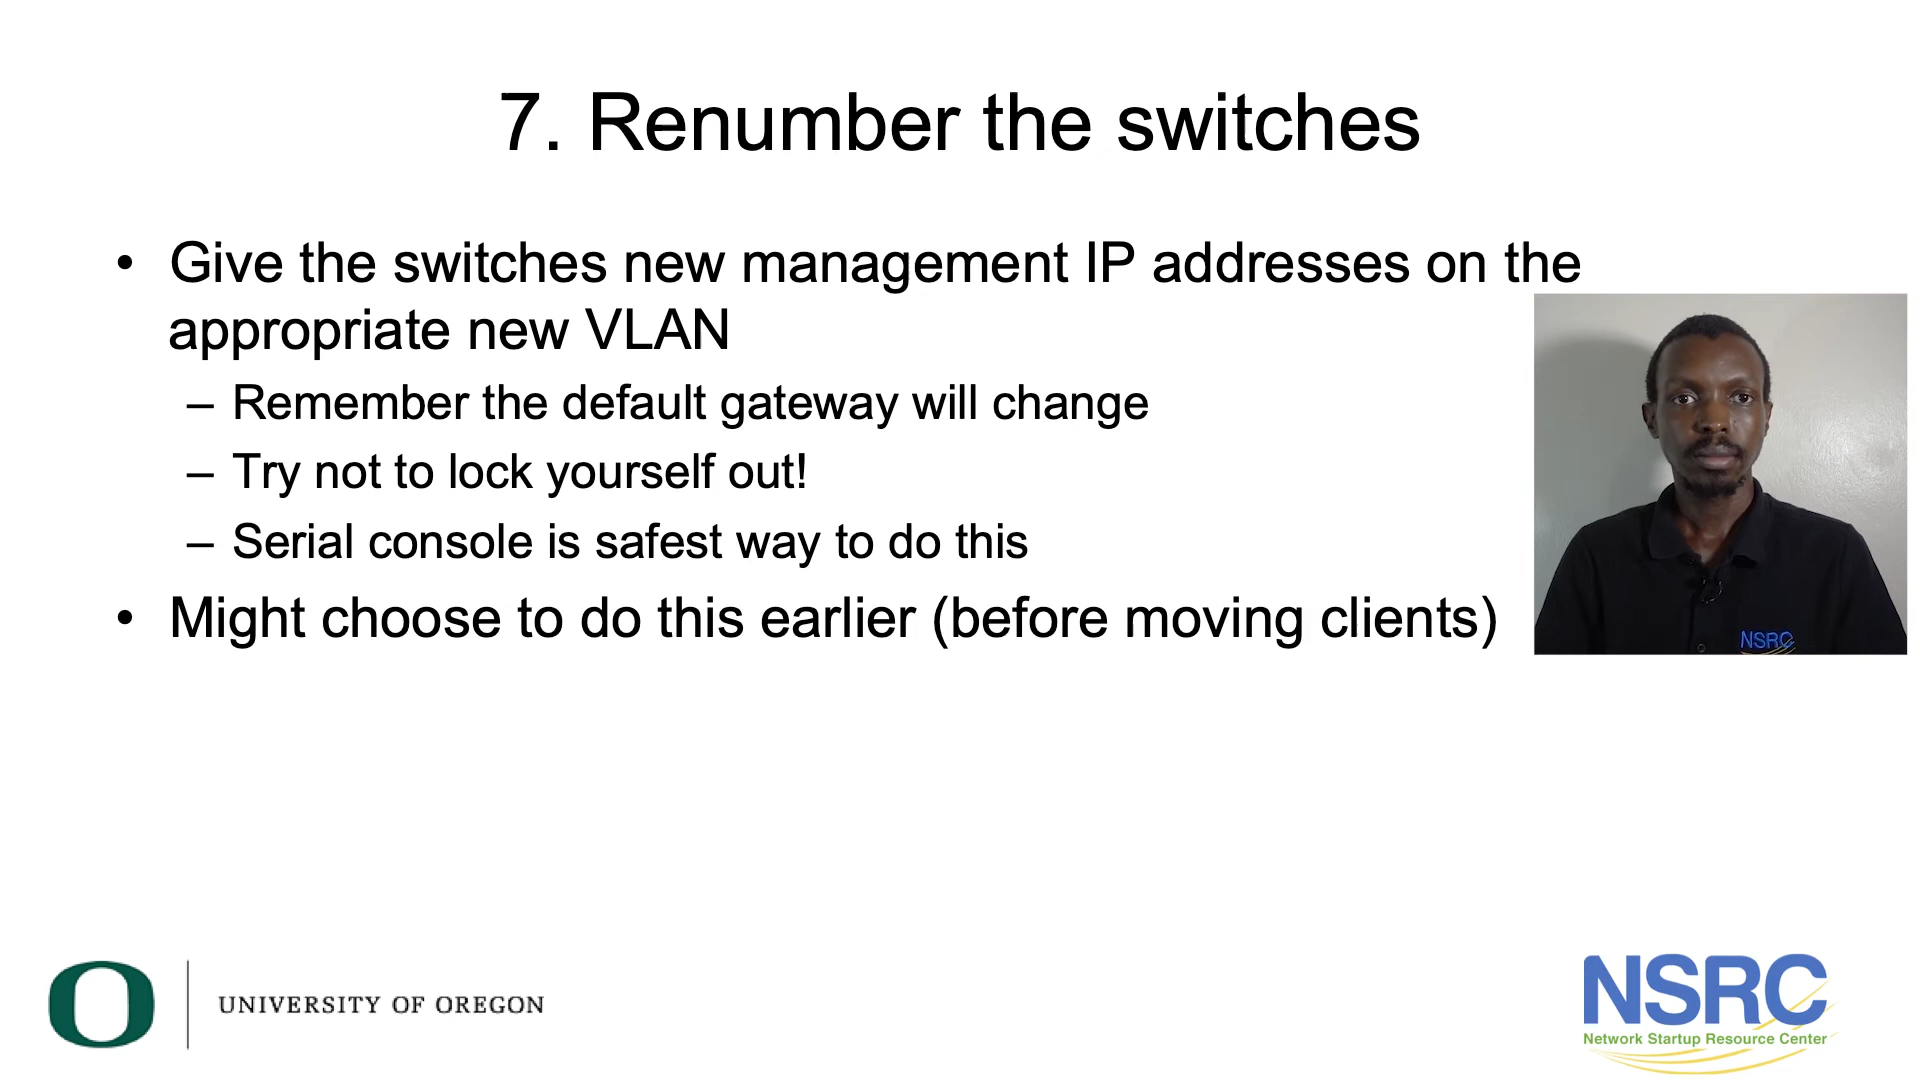 7. Renumber the switches
• Give the switches new management IP addresses on the
appropriate new VLAN
– Remember the default gateway will change
– Try not to lock yourself out!
– Serial console is safest way to do this
• Might choose to do this earlier (before moving clients)
NSRC
O
UNIVERSITY OF OREGON
NSRC
Network Startup Resource Center